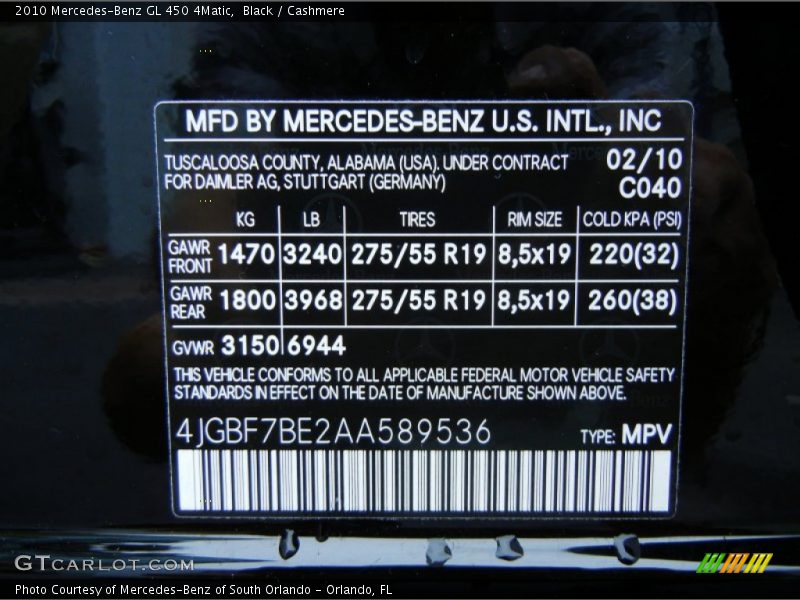 2010 Mercedes-Benz GL 450 4Matic, Black / Cashmere
MFD BY MERCEDES-BENZ U.S. INTL., INC
TUSCALOOSA COUNTY, ALABAMA (USA). UNDER CONTRACT 02/10
FOR DAIMLER AG, STUTTGART (GERMANY) C040
KG LB TIRES RIM SIZE COLD KPA (PSI)
GAWR FRONT 1470 3240 275/55 R19 8,5x19 220(32)
GAWR REAR 1800 3968 275/55 R19 8,5x19 260(38)
GVWR 3150 6944
THIS VEHICLE CONFORMS TO ALL APPLICABLE FEDERAL MOTOR VEHICLE SAFETY
STANDARDS IN EFFECT ON THE DATE OF MANUFACTURE SHOWN ABOVE.
4JGBF7BE2AA589536 TYPE: MPV
GTCARLOT.COM
Photo Courtesy of Mercedes-Benz of South Orlando - Orlando, FL